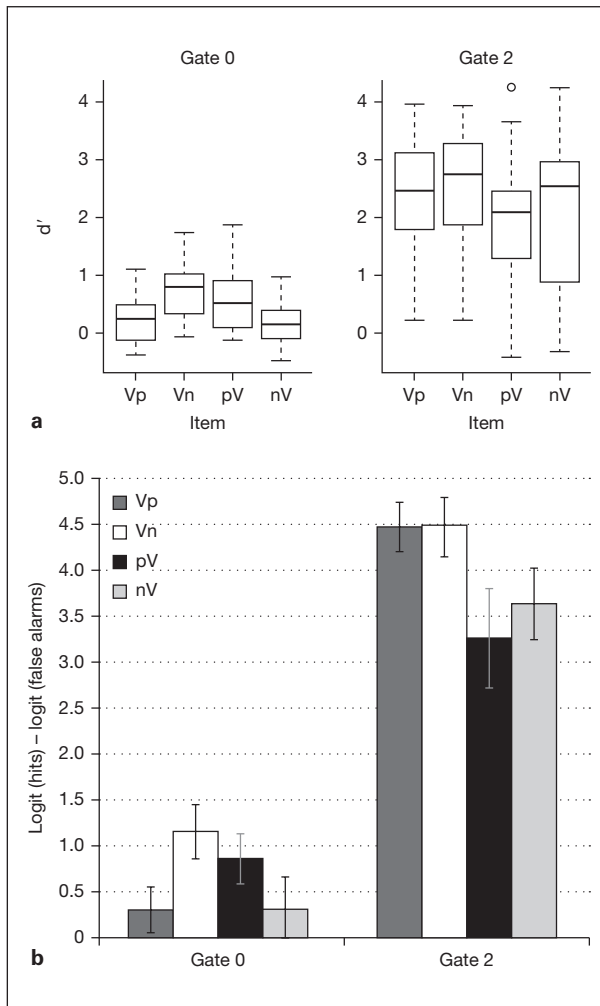 Gate 0
Gate 2
d′
4
3
2
1
0
4
3
2
1
0
Vp Vn pV nV
Vp Vn pV nV
Item
Item
a
Logit (hits) – logit (false alarms)
5.0
4.5
4.0
3.5
3.0
2.5
2.0
1.5
1.0
0.5
0
Vp
Vn
pV
nV
Gate 0
Gate 2
b